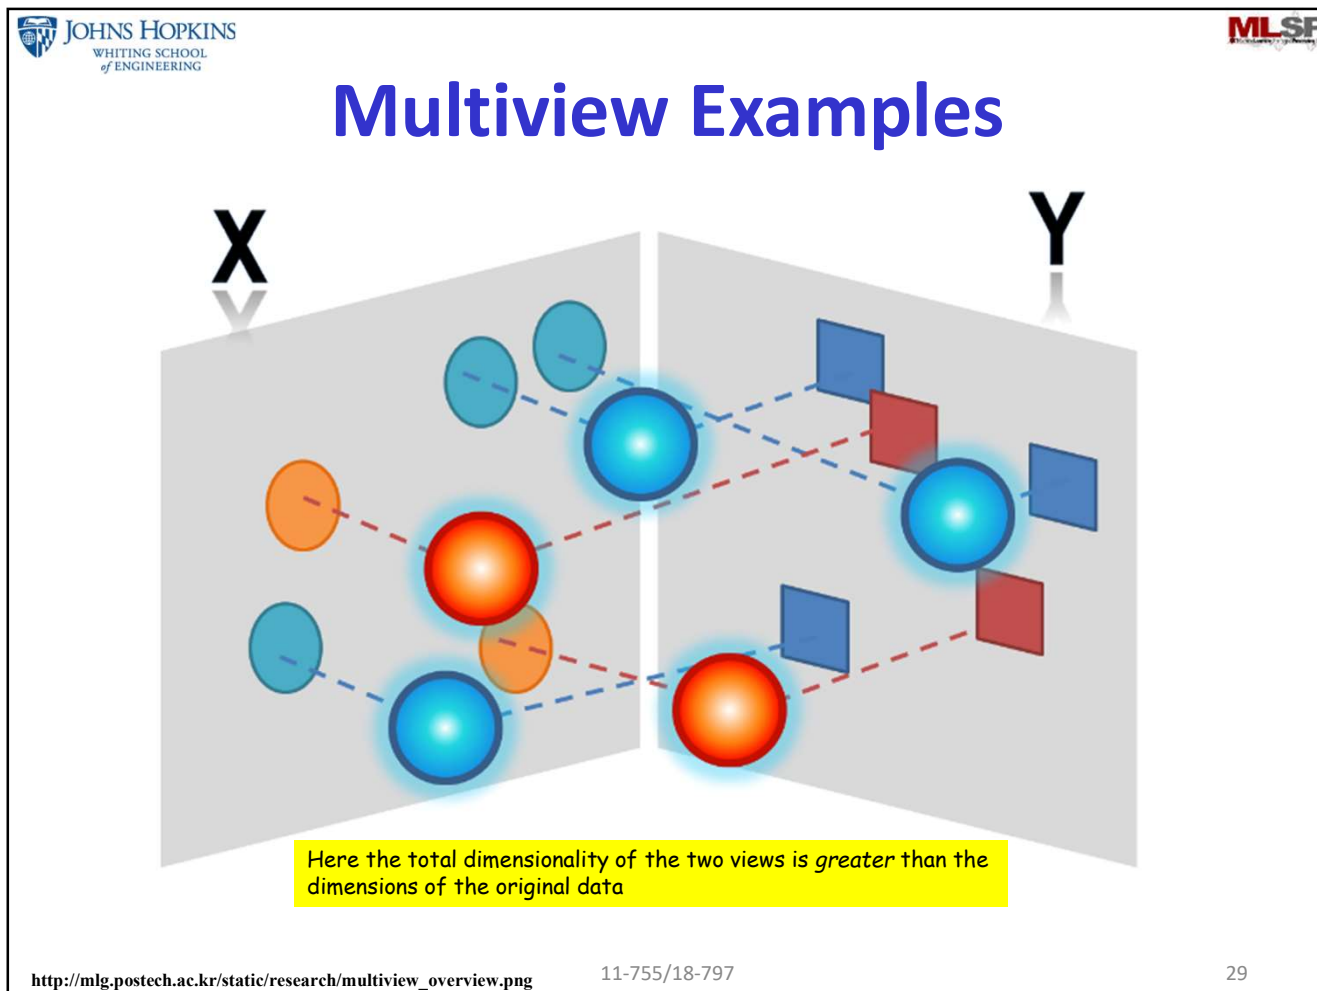 JOHNS HOPKINS
WHITING SCHOOL
of ENGINEERING
MLSP
Multiview Examples
X
Y
Here the total dimensionality of the two views is greater than the
dimensions of the original data
http://mlg.postech.ac.kr/static/research/multiview_overview.png
11-755/18-797
29